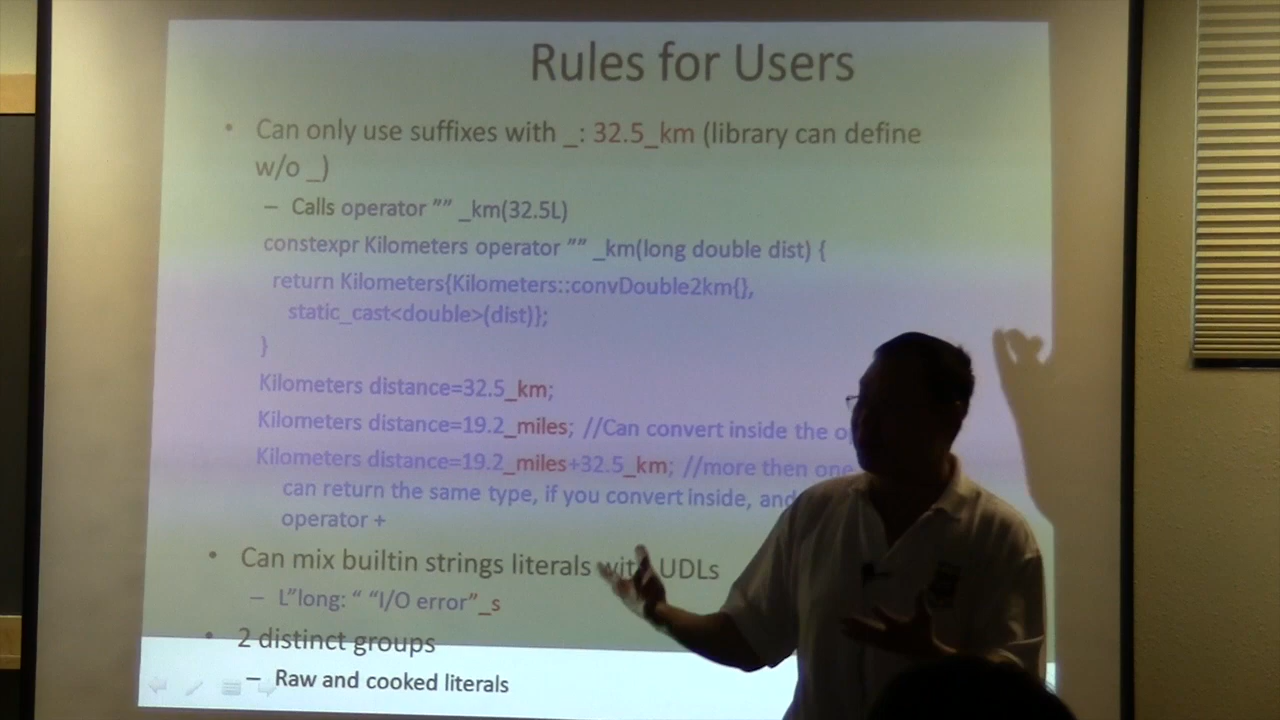 Rules for Users
• Can only use suffixes with _: 32.5_km (library can define
w/o _)
– Calls operator ”” _km(32.5L)
constexpr Kilometers operator ”” _km(long double dist) {
return Kilometers{Kilometers::convDouble2km{},
static_cast<double>(dist)};
}
Kilometers distance=32.5_km;
Kilometers distance=19.2_miles; //Can convert inside the
Kilometers distance=19.2_miles+32.5_km; //more then one
can return the same type, if you convert inside, and
operator +
• Can mix builtin strings literals with UDLs
– L”long: “ “I/O error”_s
• 2 distinct groups
– Raw and cooked literals